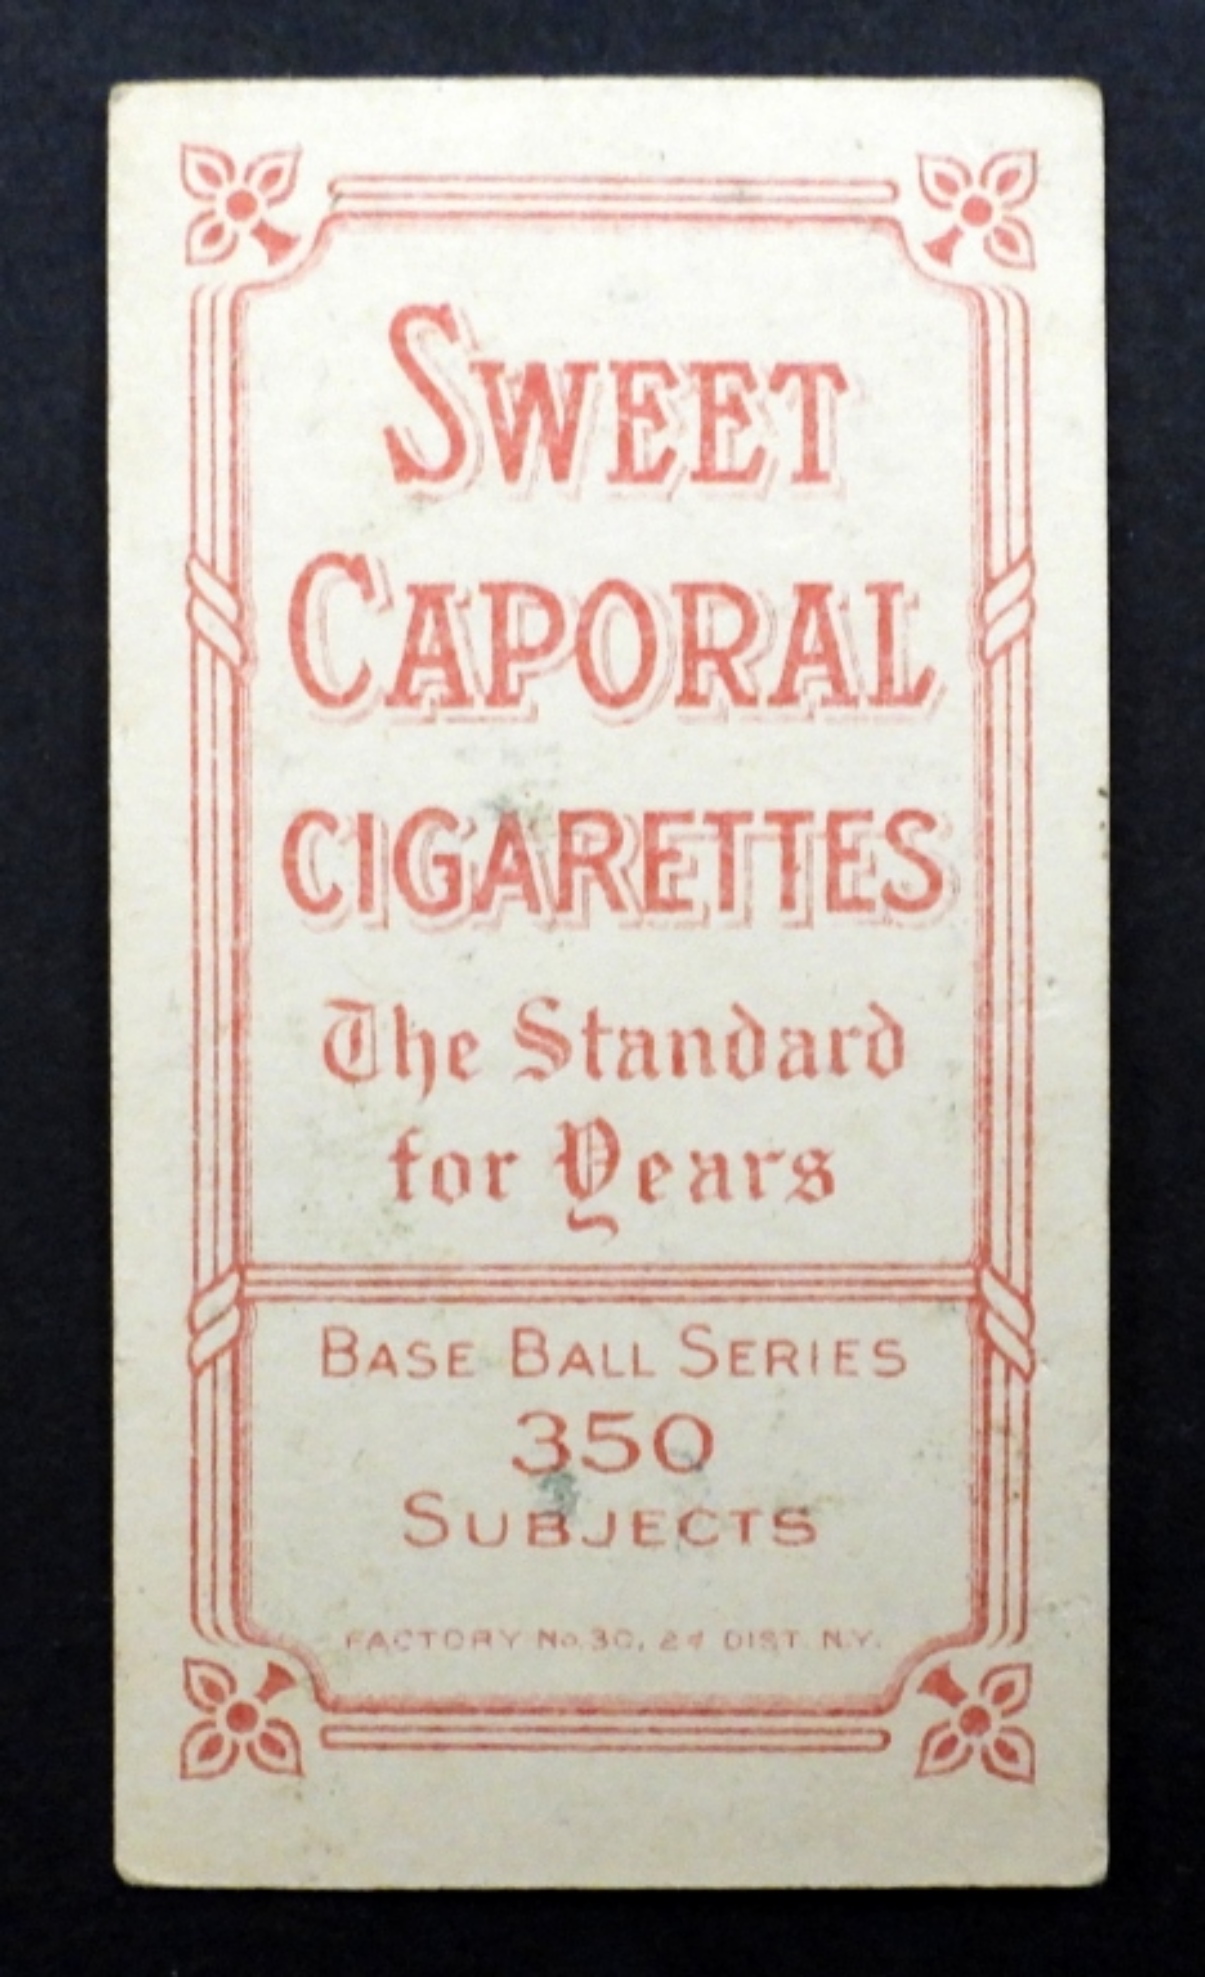 SWEET
CAPORAL
CIGARETTES
The Standard
for Years
BASE BALL SERIES
350
SUBJECTS
FACTORY No. 30, 2d DIST. N.Y.